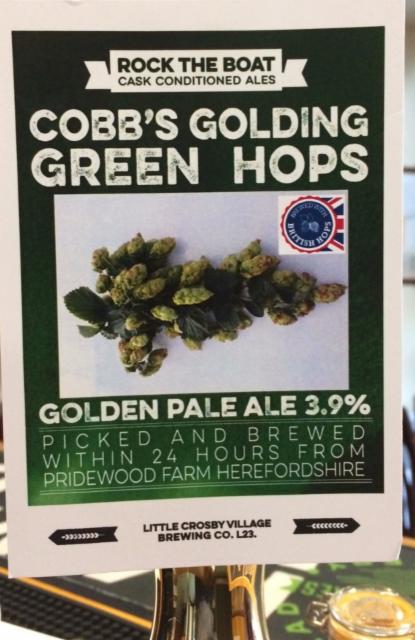 ROCK THE BOAT
CASK CONDITIONED ALES
COBB'S GOLDING
GREEN HOPS
BREWED WITH
BRITISH HOPS
GOLDEN PALE ALE 3.9%
PICKED AND BREWED
WITHIN 24 HOURS FROM
PRIDEWOOD FARM HEREFORDSHIRE
LITTLE CROSBY VILLAGE
BREWING CO. L23.